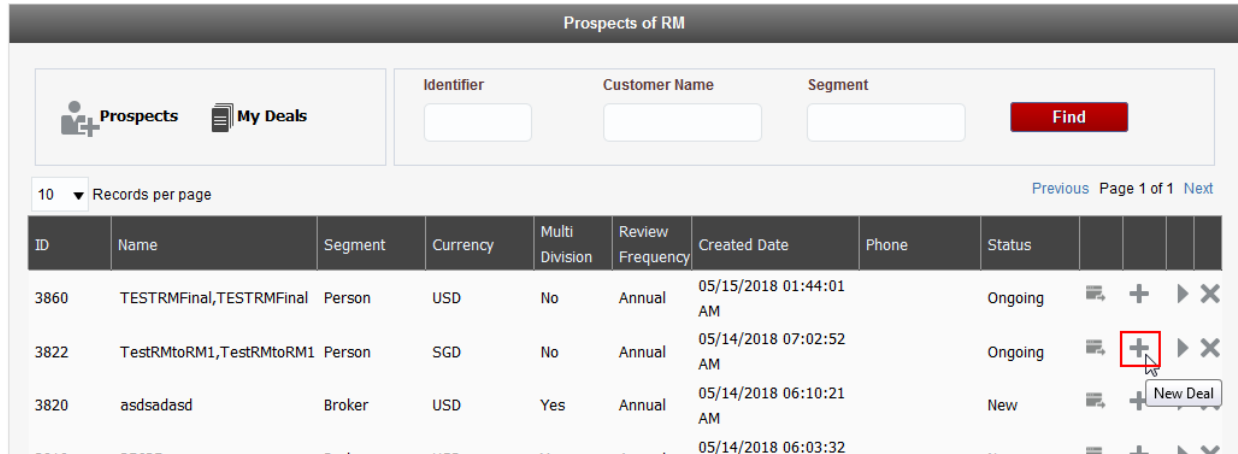 Prospects of RM
Identifier Customer Name Segment
Prospects My Deals Find
10 Records per page Previous Page 1 of 1 Next
ID Name Segment Currency Multi Division Review Frequency Created Date Phone Status
3860 TESTRMFinal,TESTRMFinal Person USD No Annual 05/15/2018 01:44:01 AM Ongoing
3822 TestRMtoRM1,TestRMtoRM1 Person SGD No Annual 05/14/2018 07:02:52 AM Ongoing
New Deal
3820 asdsadasd Broker USD Yes Annual 05/14/2018 06:10:21 AM New
05/14/2018 06:03:32